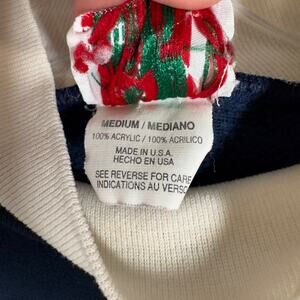 MEDIUM / MEDIANO
100% ACRYLIC / 100% ACRILICO
MADE IN U.S.A.
HECHO EN USA
SEE REVERSE FOR CARE
INDICATIONS AU VERSO